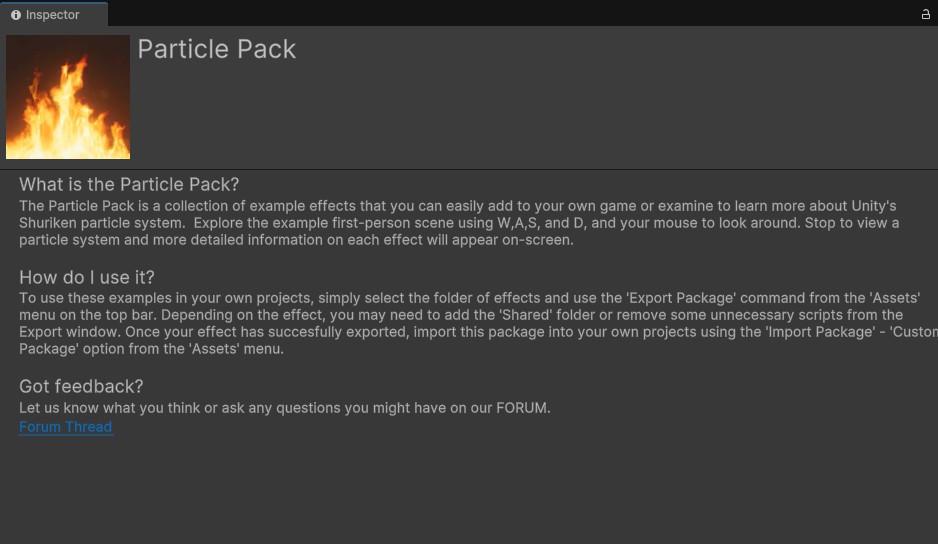 Inspector
Particle Pack
What is the Particle Pack?
The Particle Pack is a collection of example effects that you can easily add to your own game or examine to learn more about Unity's
Shuriken particle system.  Explore the example first-person scene using W,A,S, and D, and your mouse to look around. Stop to view a
particle system and more detailed information on each effect will appear on-screen.
How do I use it?
To use these examples in your own projects, simply select the folder of effects and use the 'Export Package' command from the 'Assets'
menu on the top bar. Depending on the effect, you may need to add the 'Shared' folder or remove some unnecessary scripts from the
Export window. Once your effect has succesfully exported, import this package into your own projects using the 'Import Package' - 'Custom
Package' option from the 'Assets' menu.
Got feedback?
Let us know what you think or ask any questions you might have on our FORUM.
Forum Thread